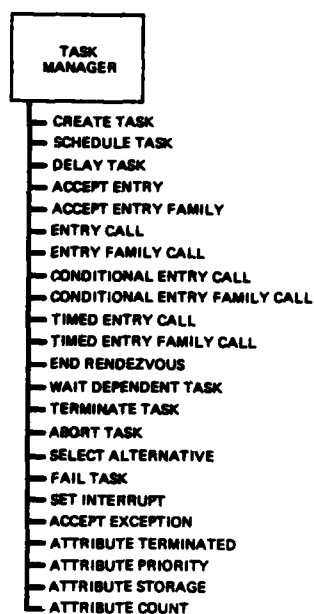 TASK
MANAGER
CREATE TASK
SCHEDULE TASK
DELAY TASK
ACCEPT ENTRY
ACCEPT ENTRY FAMILY
ENTRY CALL
ENTRY FAMILY CALL
CONDITIONAL ENTRY CALL
CONDITIONAL ENTRY FAMILY CALL
TIMED ENTRY CALL
TIMED ENTRY FAMILY CALL
END RENDEZVOUS
WAIT DEPENDENT TASK
TERMINATE TASK
ABORT TASK
SELECT ALTERNATIVE
FAIL TASK
SET INTERRUPT
ACCEPT EXCEPTION
ATTRIBUTE TERMINATED
ATTRIBUTE PRIORITY
ATTRIBUTE STORAGE
ATTRIBUTE COUNT